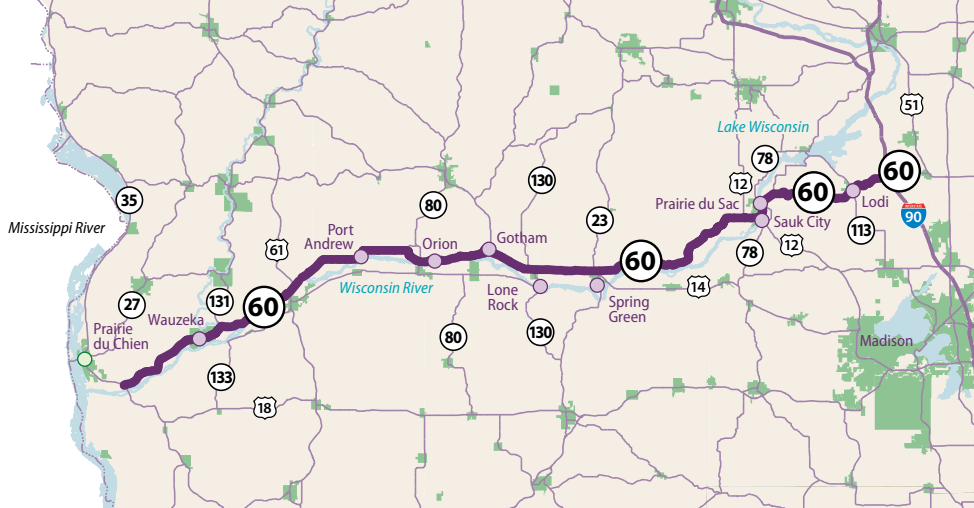 51
Lake Wisconsin
78
60
12
60
130
35
Prairie du Sac
Lodi
80
90
23
Sauk City
Mississippi River
113
Port
Andrew
Gotham
Orion
12
61
78
60
Wisconsin River
14
Lone
Rock
131
27
60
Spring
Green
Wauzeka
Prairie
du Chien
130
80
Madison
133
18